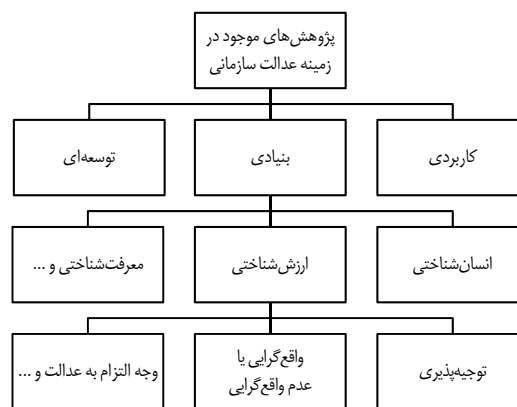 پژوهش‌های موجود در
زمینه عدالت سازمانی
کاربردی
بنیادی
توسعه‌ای
انسان‌شناختی
ارزش‌شناختی
معرفت‌شناختی و ...
توجیه‌پذیری
واقع‌گرایی یا
عدم واقع‌گرایی
وجه التزام به عدالت و ...